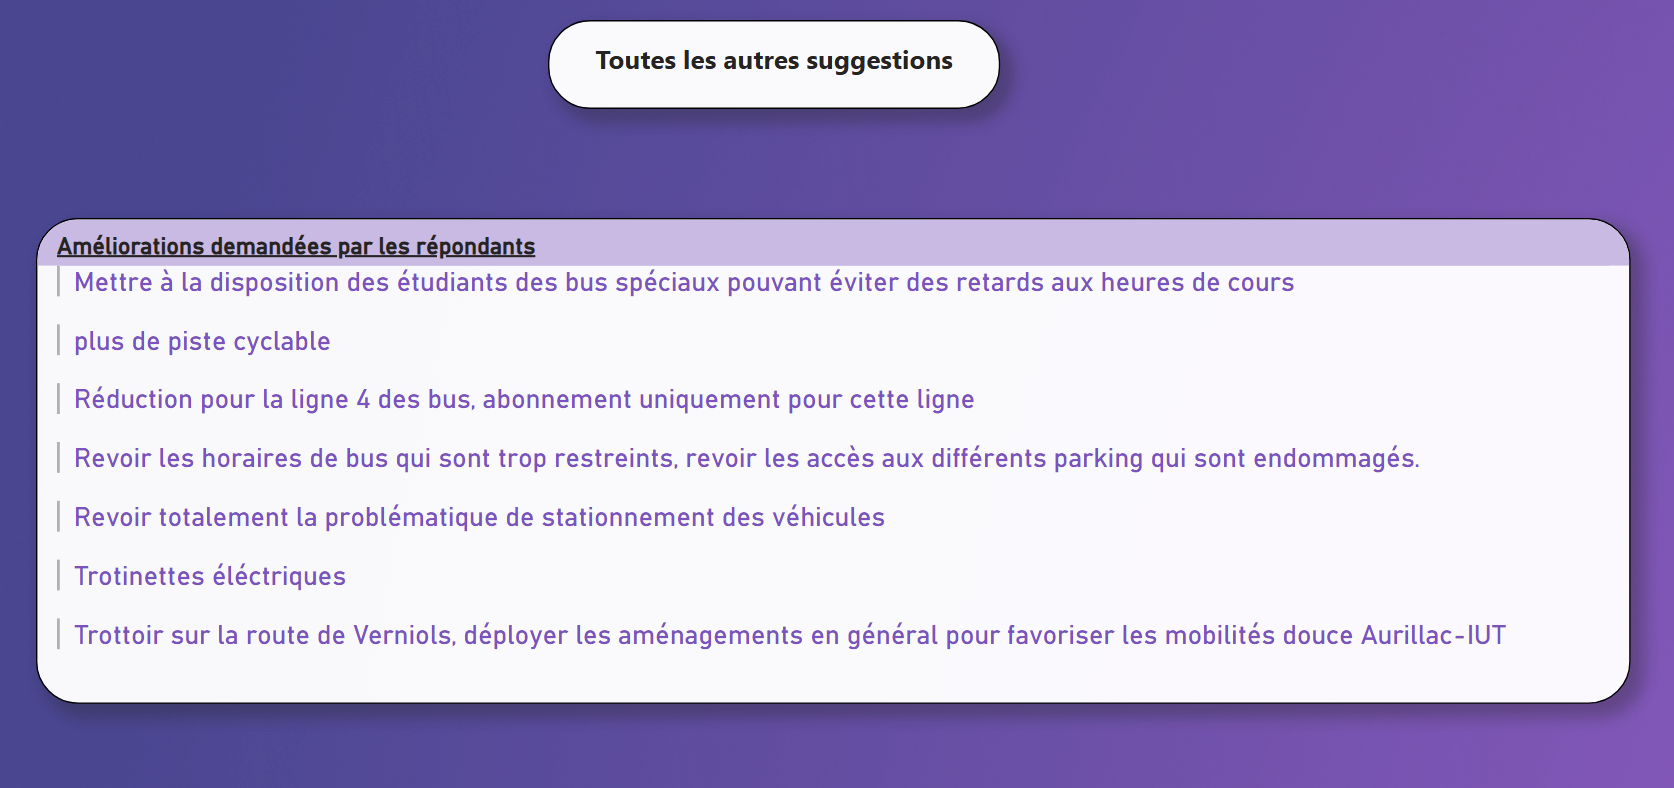 Toutes les autres suggestions
Améliorations demandées par les répondants
Mettre à la disposition des étudiants des bus spéciaux pouvant éviter des retards aux heures de cours
plus de piste cyclable
Réduction pour la ligne 4 des bus, abonnement uniquement pour cette ligne
Revoir les horaires de bus qui sont trop restreints, revoir les accès aux différents parking qui sont endommagés.
Revoir totalement la problématique de stationnement des véhicules
Trotinettes éléctriques
Trottoir sur la route de Verniols, déployer les aménagements en général pour favoriser les mobilités douce Aurillac-IUT